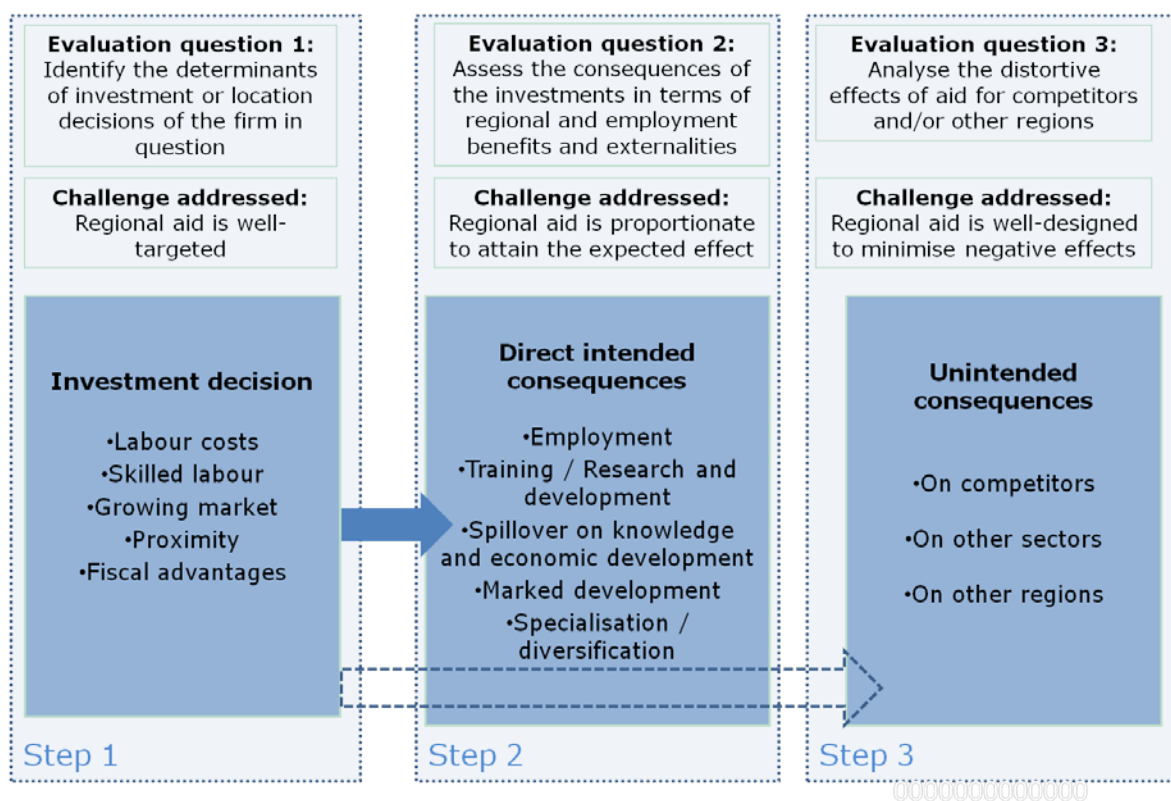 Evaluation question 1:
Identify the determinants
of investment or location
decisions of the firm in
question
Challenge addressed:
Regional aid is well-
targeted
Investment decision
•Labour costs
•Skilled labour
•Growing market
•Proximity
•Fiscal advantages
Step 1
Evaluation question 2:
Assess the consequences of
the investments in terms of
regional and employment
benefits and externalities
Challenge addressed:
Regional aid is proportionate
to attain the expected effect
Direct intended
consequences
•Employment
•Training / Research and
development
•Spillover on knowledge
and economic development
•Marked development
•Specialisation /
diversification
Step 2
Evaluation question 3:
Analyse the distortive
effects of aid for competitors
and/or other regions
Challenge addressed:
Regional aid is well-designed
to minimise negative effects
Unintended
consequences
•On competitors
•On other sectors
•On other regions
Step 3